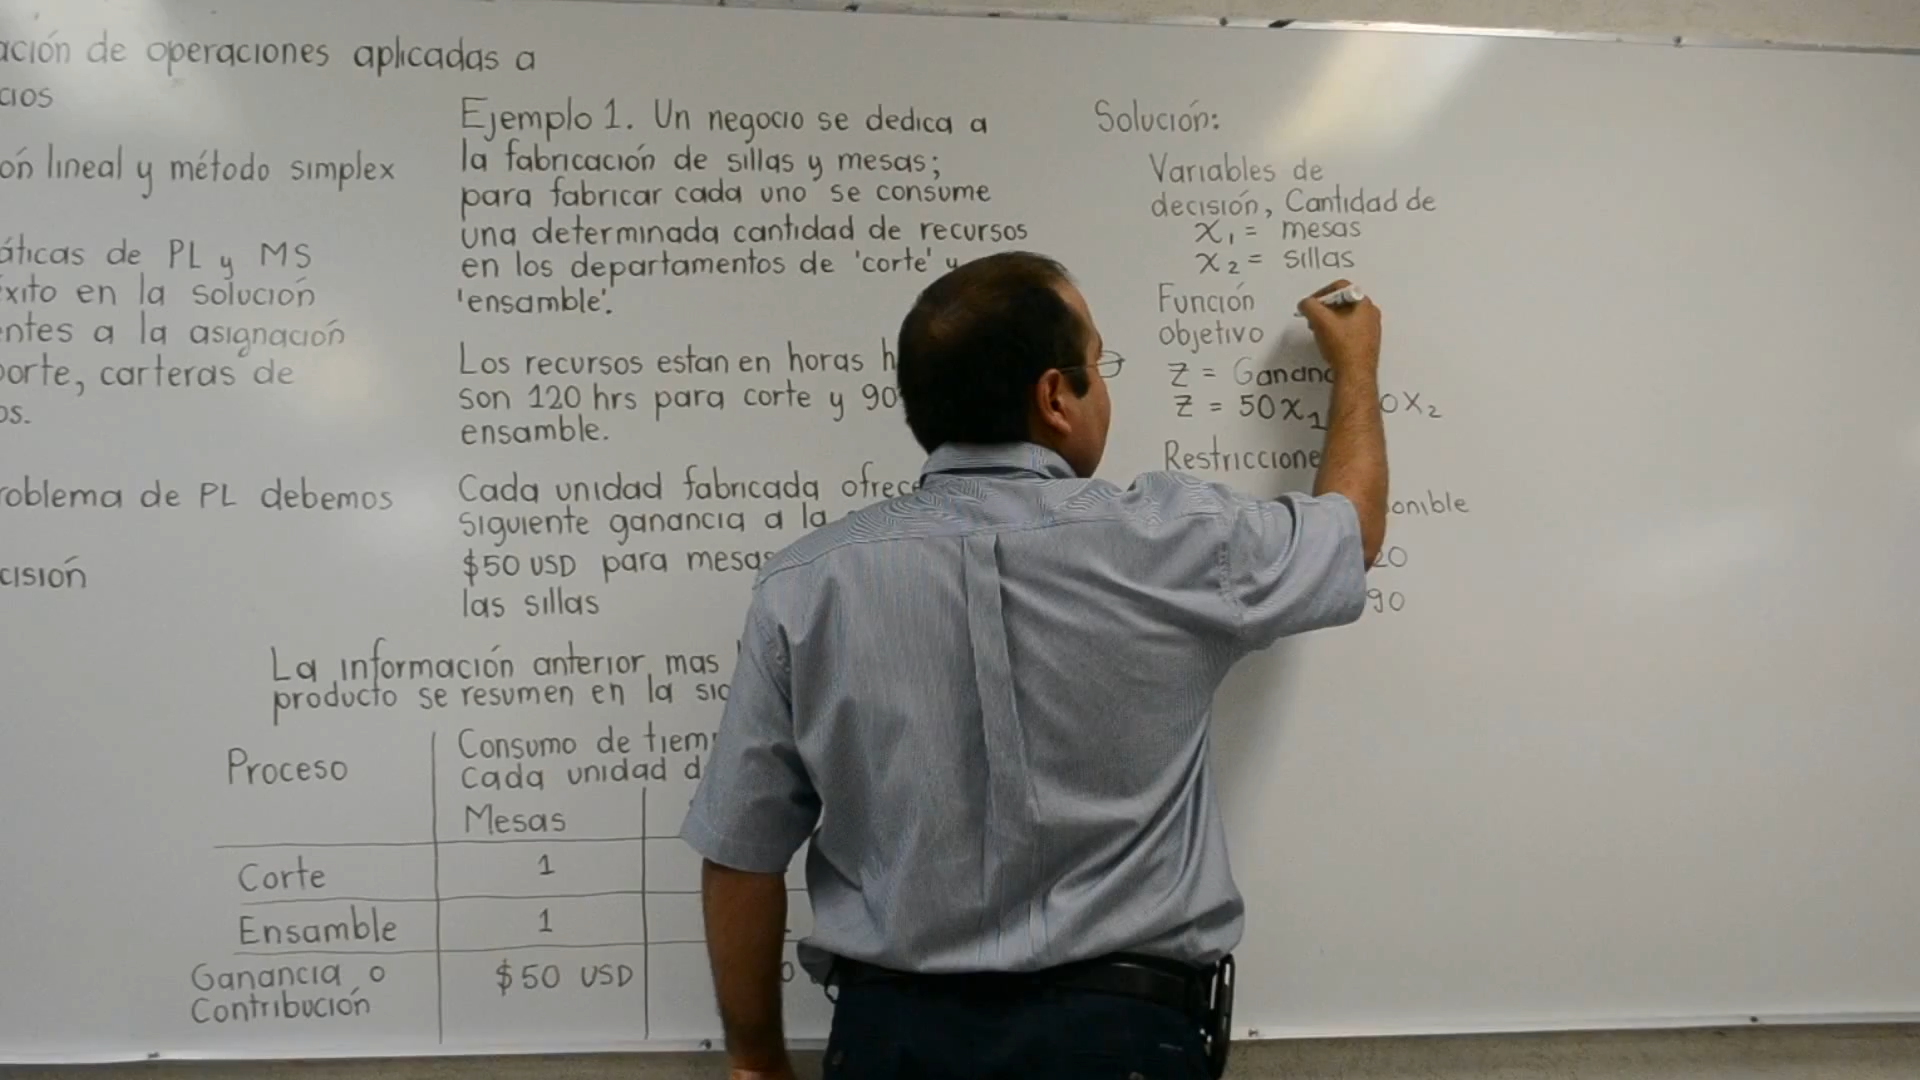 ación de operaciones aplicadas a
cios
ón lineal y método simplex
áticas de PL y MS
éxito en la solución
entes a la asignación
porte, carteras de
os.
roblema de PL debemos
cisión
Ejemplo 1. Un negocio se dedica a
la fabricación de sillas y mesas;
para fabricar cada uno se consume
una determinada cantidad de recursos
en los departamentos de 'corte' y
'ensamble'.
Los recursos estan en horas h
son 120 hrs para corte y 90
ensamble.
Cada unidad fabricada ofrece
siguiente ganancia a la
$50 USD para mesas
las sillas
La información anterior, mas
producto se resumen en la sig
Proceso
Consumo de tiem
cada unidad d
Mesas
Corte 1
Ensamble 1
Ganancia o
Contribución
$50 USD
Solución:
Variables de
decisión, Cantidad de
x₁ = mesas
x₂ = sillas
Función
objetivo
Z = Gananc
Z = 50x₁ 0x₂
Restriccione
onible
20
90